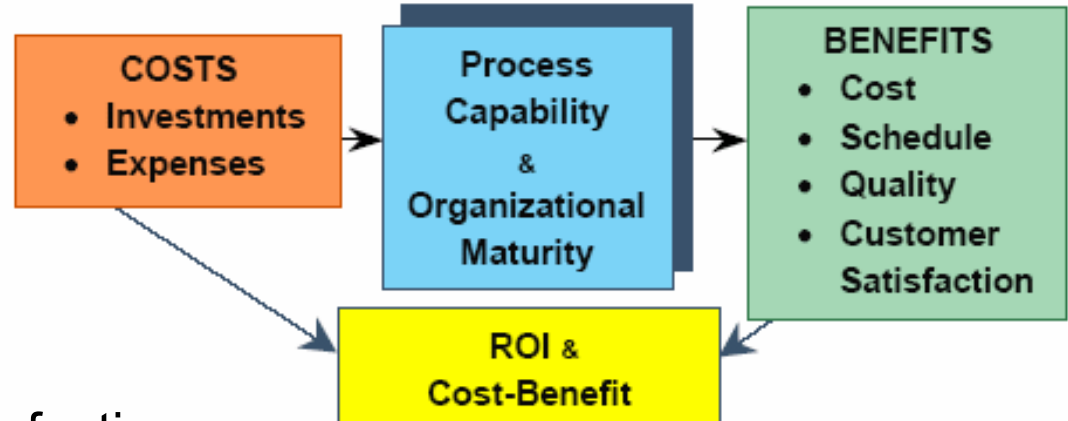 COSTS
• Investments
• Expenses
Process
Capability
&
Organizational
Maturity
BENEFITS
• Cost
• Schedule
• Quality
• Customer
Satisfaction
ROI &
Cost-Benefit